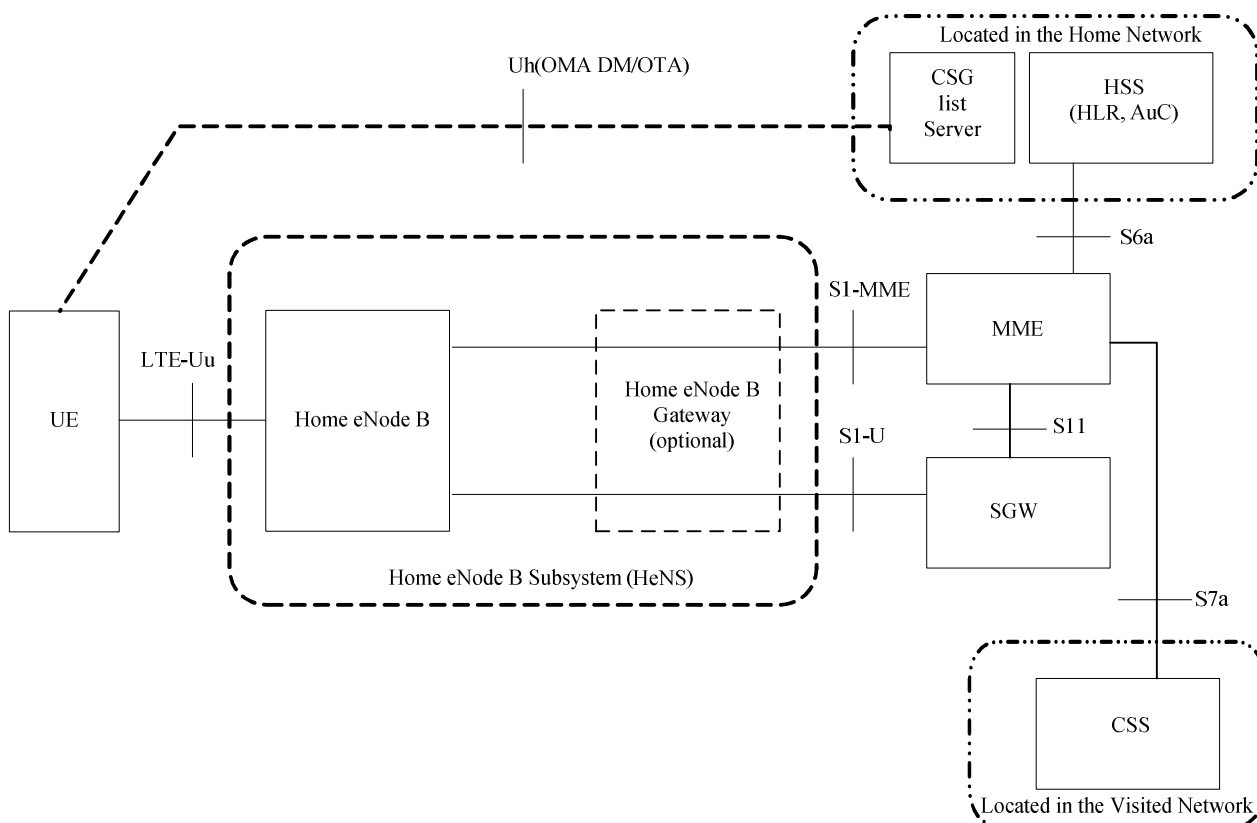 Located in the Home Network
Uh(OMA DM/OTA)
CSG
list
Server
HSS
(HLR, AuC)
S6a
S1-MME
MME
LTE-Uu
UE
Home eNode B
Home eNode B
Gateway
(optional)
S1-U
S11
SGW
Home eNode B Subsystem (HeNS)
S7a
CSS
Located in the Visited Network